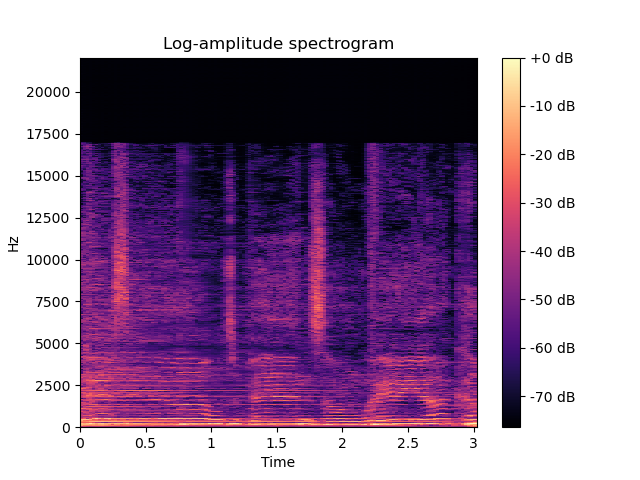 Log-amplitude spectrogram
+0 dB
20000
-10 dB
17500
-20 dB
15000
12500
-30 dB
Hz
10000
-40 dB
7500
-50 dB
5000
-60 dB
2500
-70 dB
0
0 0.5 1 1.5 2 2.5 3
Time